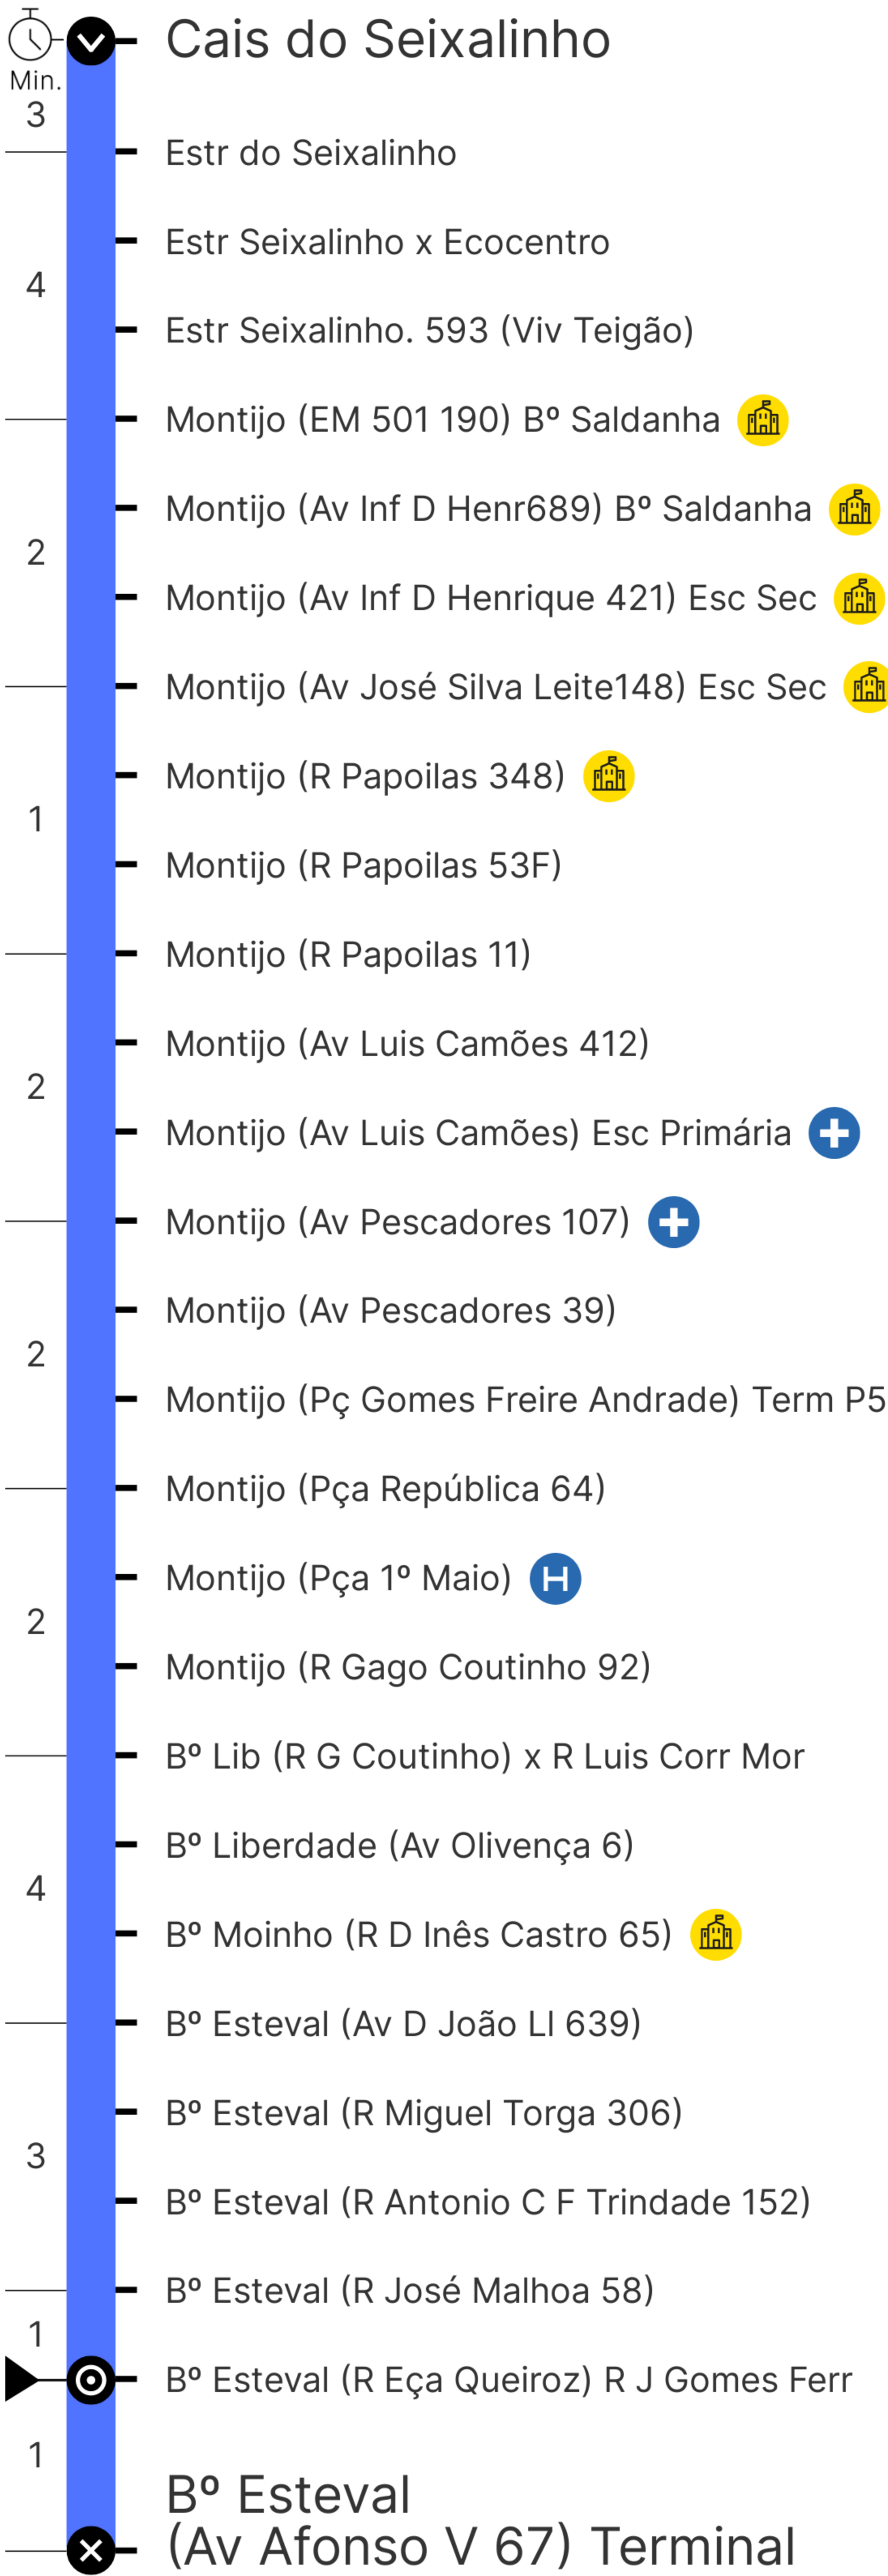 Cais do Seixalinho
Min.
3
Estr do Seixalinho
Estr Seixalinho x Ecocentro
4
Estr Seixalinho. 593 (Viv Teigão)
Montijo (EM 501 190) Bº Saldanha
Montijo (Av Inf D Henr689) Bº Saldanha
2
Montijo (Av Inf D Henrique 421) Esc Sec
Montijo (Av José Silva Leite148) Esc Sec
Montijo (R Papoilas 348)
1
Montijo (R Papoilas 53F)
Montijo (R Papoilas 11)
Montijo (Av Luis Camões 412)
2
Montijo (Av Luis Camões) Esc Primária
Montijo (Av Pescadores 107)
Montijo (Av Pescadores 39)
2
Montijo (Pç Gomes Freire Andrade) Term P5
Montijo (Pça República 64)
Montijo (Pça 1º Maio) H
2
Montijo (R Gago Coutinho 92)
Bº Lib (R G Coutinho) x R Luis Corr Mor
Bº Liberdade (Av Olivença 6)
4
Bº Moinho (R D Inês Castro 65)
Bº Esteval (Av D João LI 639)
Bº Esteval (R Miguel Torga 306)
3
Bº Esteval (R Antonio C F Trindade 152)
Bº Esteval (R José Malhoa 58)
1
Bº Esteval (R Eça Queiroz) R J Gomes Ferr
1
Bº Esteval
(Av Afonso V 67) Terminal